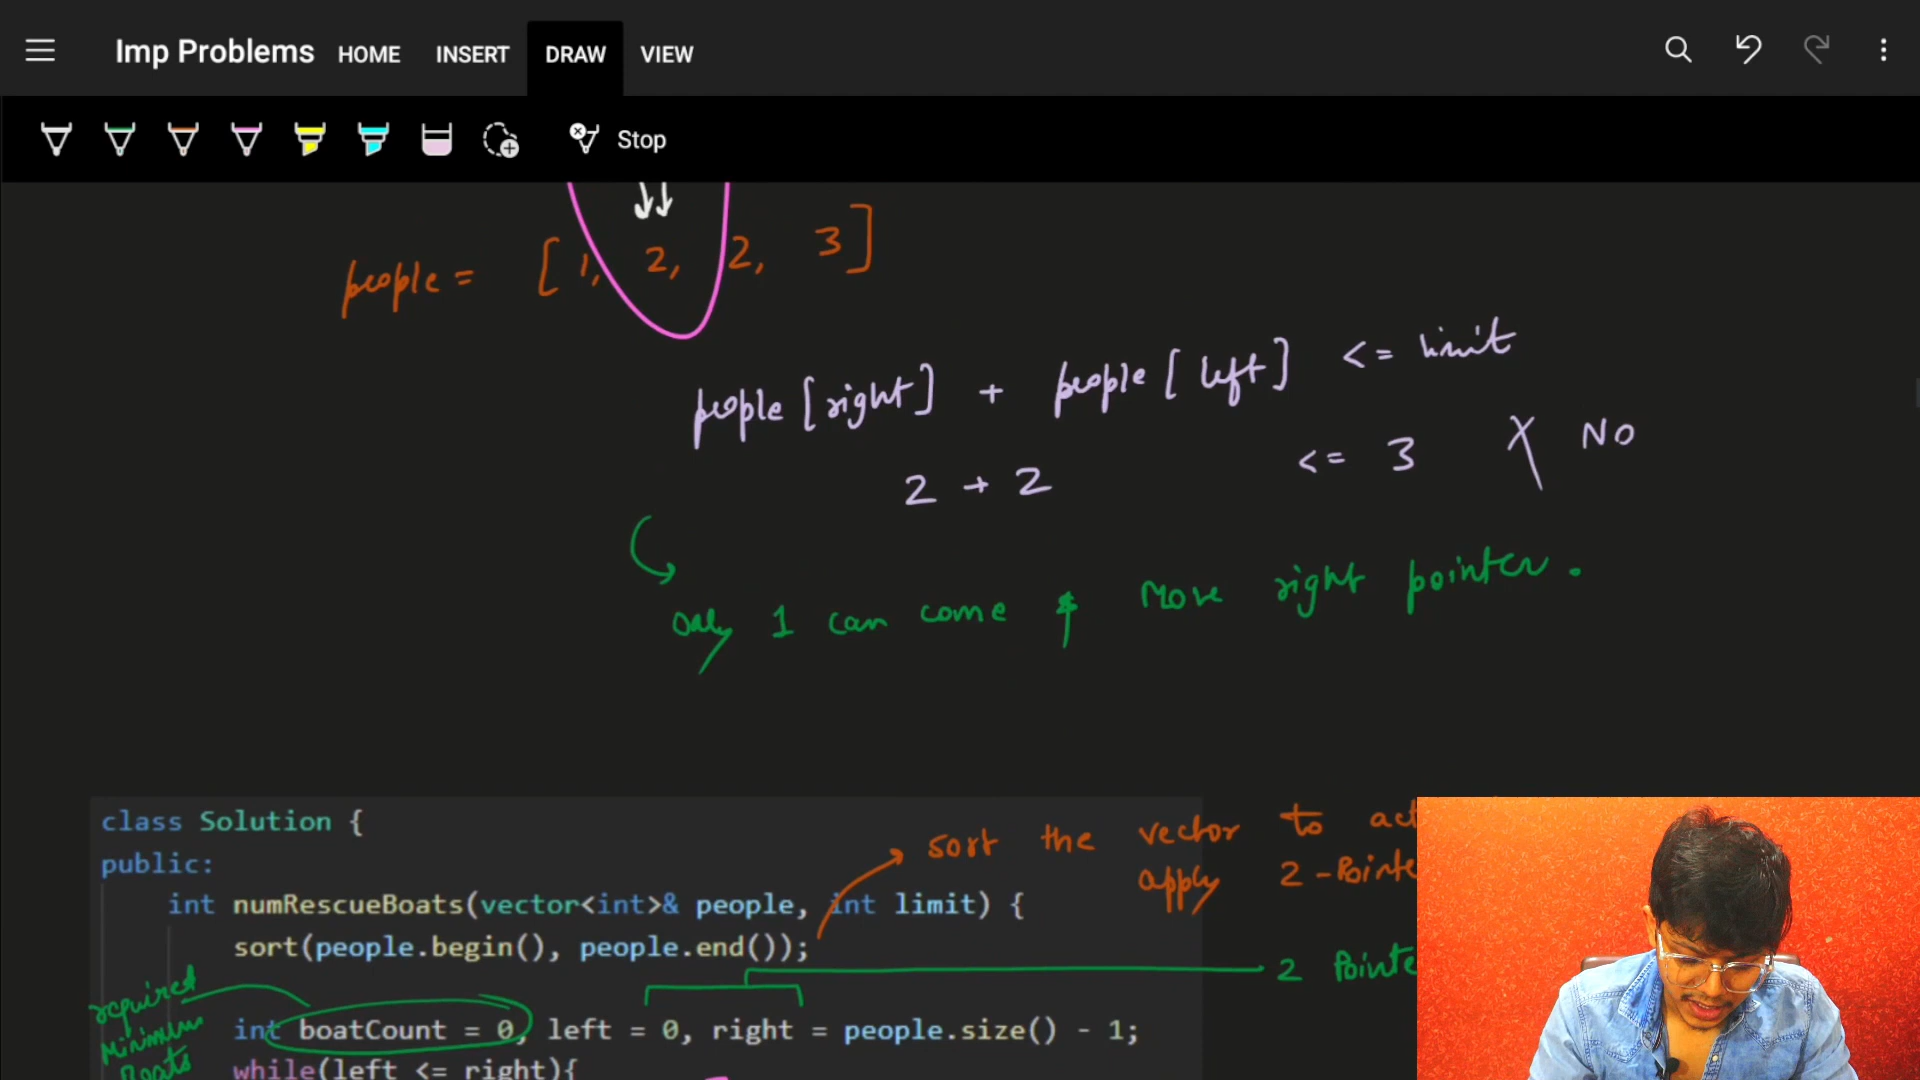 Imp Problems HOME INSERT DRAW VIEW
Stop
people = [1, 2, 2, 3]
people[right] + people[left] <= limit
2 + 2 <= 3 X NO
only 1 can come & Move right pointer.
class Solution {
public:
int numRescueBoats(vector<int>& people, int limit) {
sort(people.begin(), people.end());
int boatCount = 0, left = 0, right = people.size() - 1;
while(left <= right){
sort the vector to
apply 2-Pointe
2 Pointe
required
Minimum
Boats